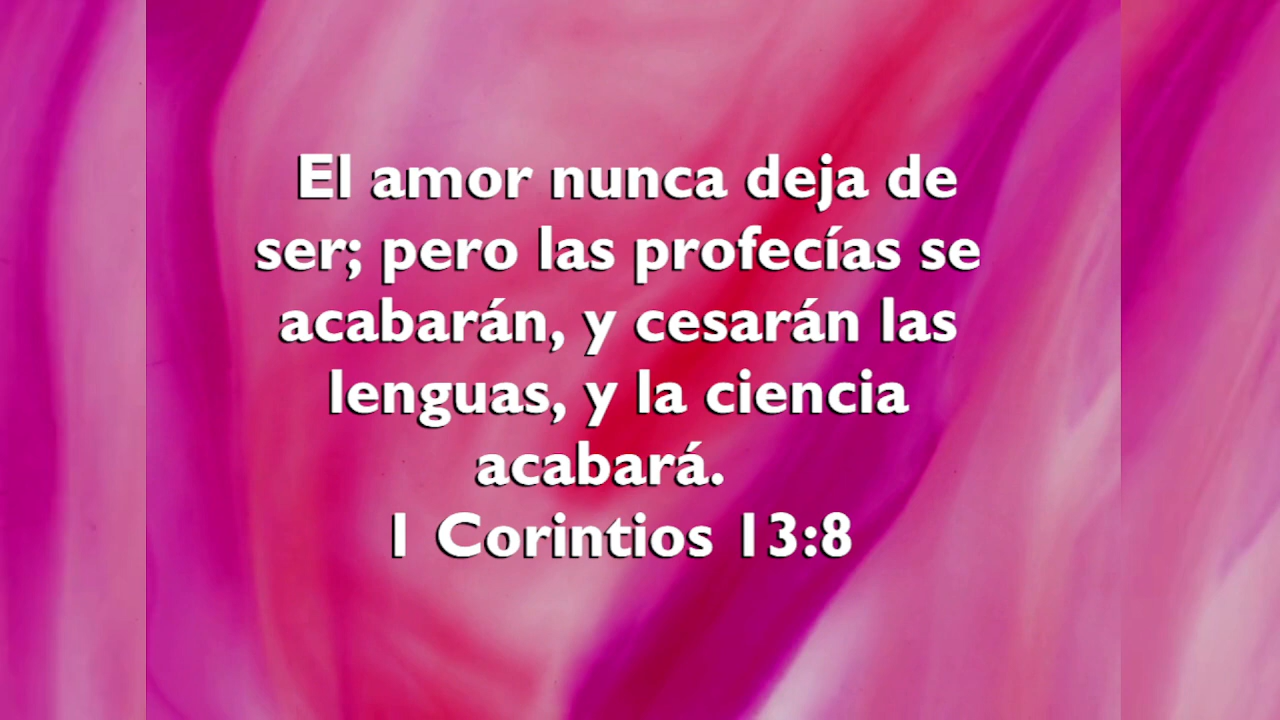 El amor nunca deja de
ser; pero las profecías se
acabarán, y cesarán las
lenguas, y la ciencia
acabará.
1 Corintios 13:8